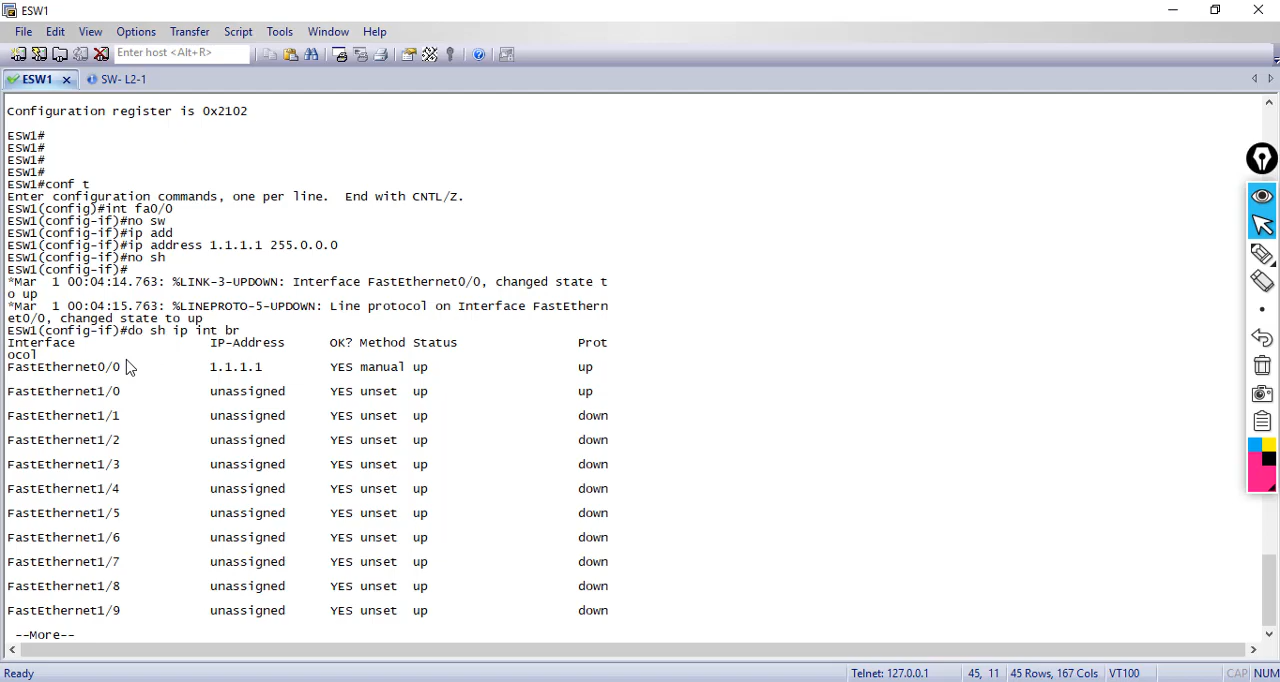 ESW1
File Edit View Options Transfer Script Tools Window Help
Enter host <Alt+R>
ESW1 SW- L2-1
Configuration register is 0x2102
ESW1#
ESW1#
ESW1#
ESW1#
ESW1#conf t
Enter configuration commands, one per line.  End with CNTL/Z.
ESW1(config)#int fa0/0
ESW1(config-if)#no sw
ESW1(config-if)#ip add
ESW1(config-if)#ip address 1.1.1.1 255.0.0.0
ESW1(config-if)#no sh
ESW1(config-if)#
*Mar  1 00:04:14.763: %LINK-3-UPDOWN: Interface FastEthernet0/0, changed state t
o up
*Mar  1 00:04:15.763: %LINEPROTO-5-UPDOWN: Line protocol on Interface FastEthern
et0/0, changed state to up
ESW1(config-if)#do sh ip int br
Interface                  IP-Address      OK? Method Status                Prot
ocol
FastEthernet0/0            1.1.1.1         YES manual up                    up
FastEthernet1/0            unassigned      YES unset  up                    up
FastEthernet1/1            unassigned      YES unset  up                    down
FastEthernet1/2            unassigned      YES unset  up                    down
FastEthernet1/3            unassigned      YES unset  up                    down
FastEthernet1/4            unassigned      YES unset  up                    down
FastEthernet1/5            unassigned      YES unset  up                    down
FastEthernet1/6            unassigned      YES unset  up                    down
FastEthernet1/7            unassigned      YES unset  up                    down
FastEthernet1/8            unassigned      YES unset  up                    down
FastEthernet1/9            unassigned      YES unset  up                    down
--More--
Ready Telnet: 127.0.0.1 45, 11 45 Rows, 167 Cols VT100 CAP NUM